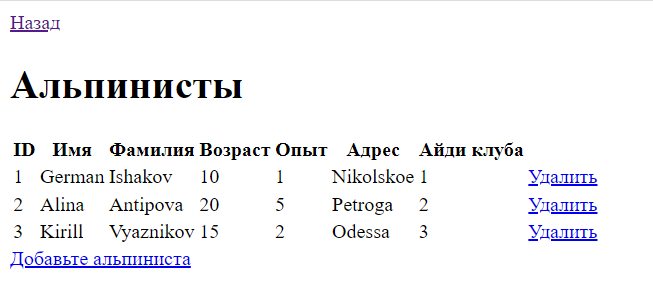 Назад
Альпинисты
ID Имя Фамилия Возраст Опыт Адрес Айди клуба
1 German Ishakov 10 1 Nikolskoe 1 Удалить
2 Alina Antipova 20 5 Petroga 2 Удалить
3 Kirill Vyaznikov 15 2 Odessa 3 Удалить
Добавьте альпиниста